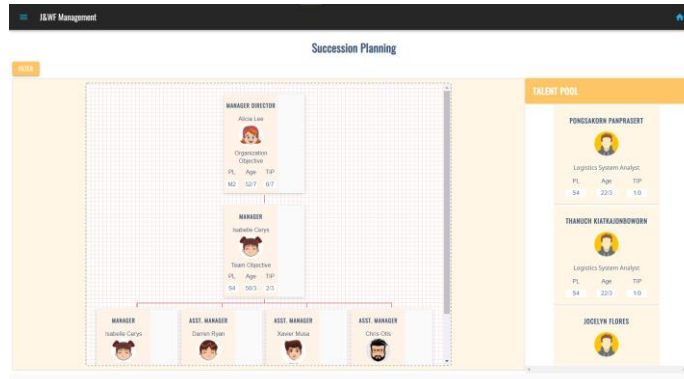 J&WF Management
Succession Planning
FILTER
TALENT POOL
MANAGER DIRECTOR
Alicia Lee
Organization
Objective
PL Age TIP
M2 52/7 6/7
MANAGER
Isabelle Cerys
Team Objective
PL Age TIP
S4 50/3 2/3
MANAGER
Isabelle Cerys
ASST. MANAGER
Darren Ryan
ASST. MANAGER
Xavier Musa
ASST. MANAGER
Chris Otis
PONGSAKORN PANPRASERT
Logistics System Analyst
PL Age TIP
S4 22/3 1/0
THANUCH KIATKAJONBOWORN
Logistics System Analyst
PL Age TIP
S4 22/3 1/0
JOCELYN FLORES